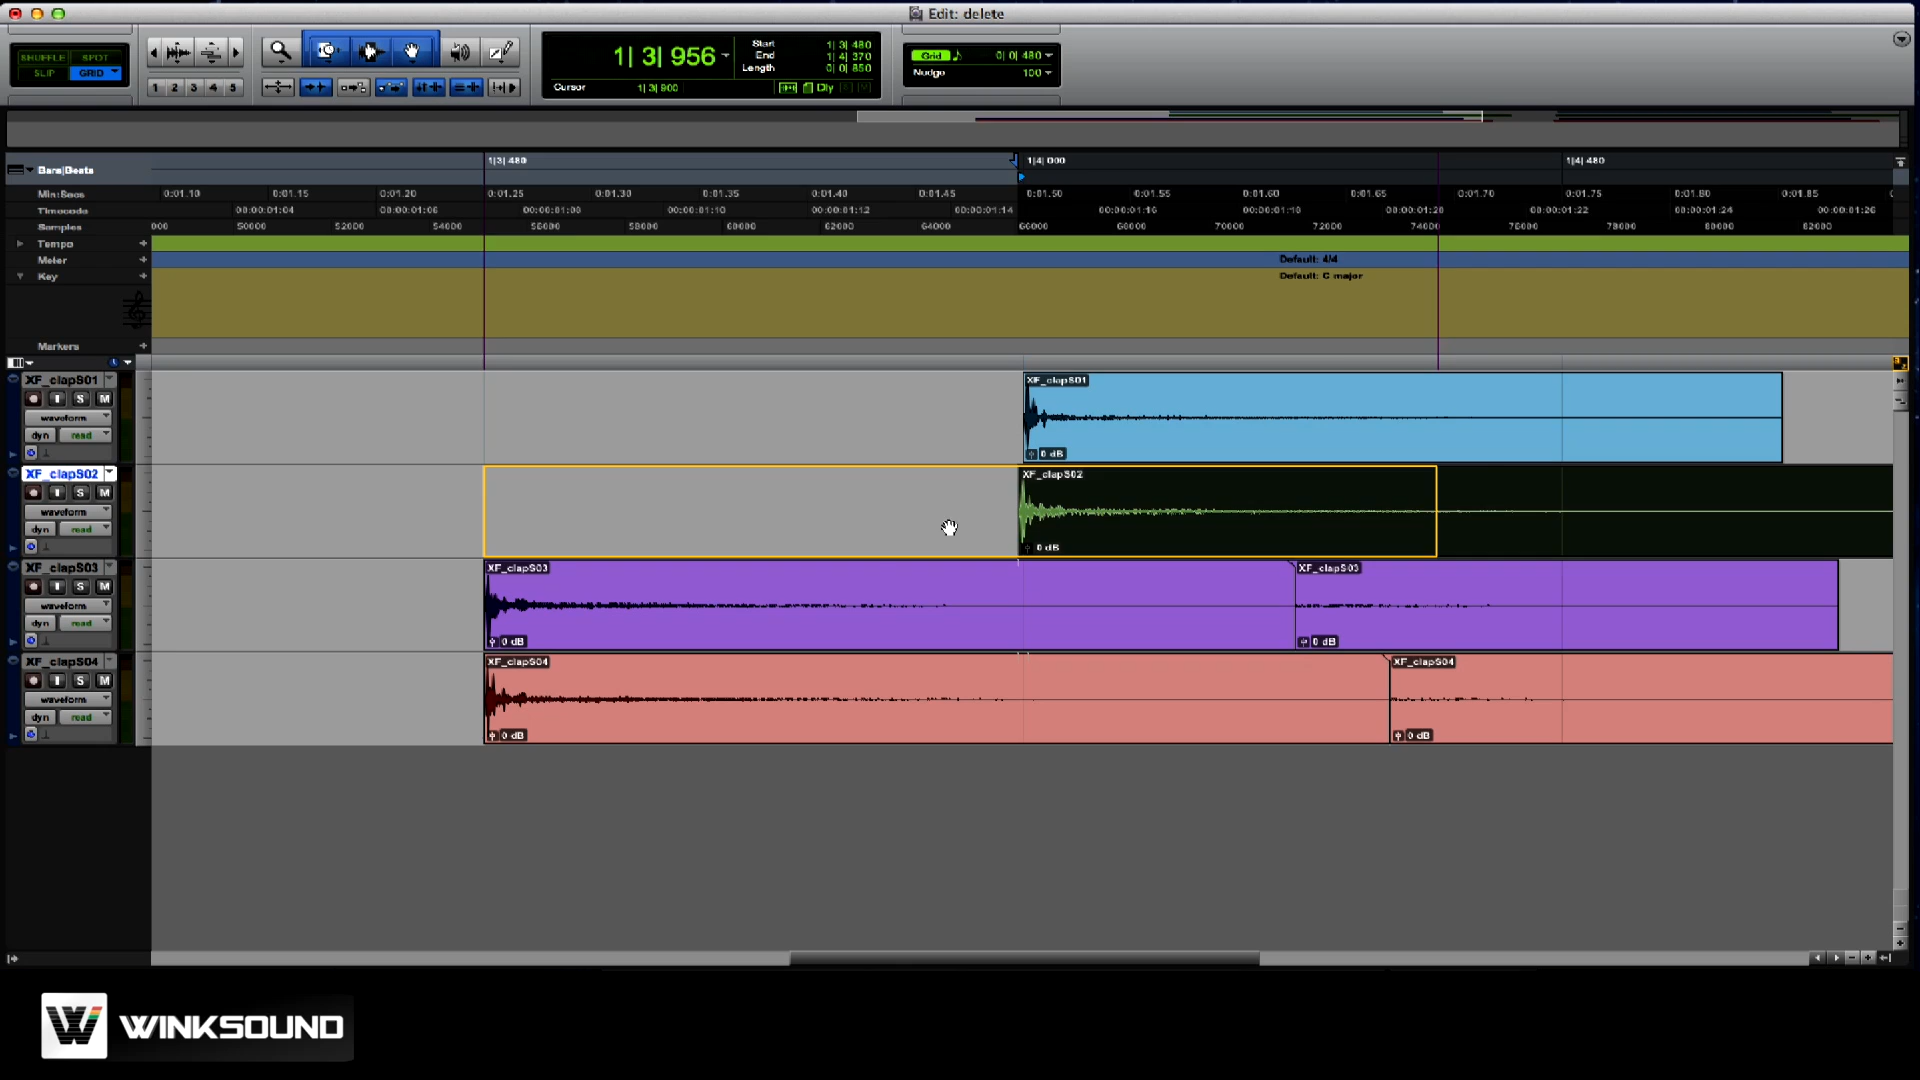 Edit: delete
SHUFFLE SPOT
SLIP GRID
1 2 3 4 5
1| 3| 956
Start 1| 3| 480
End 1| 4| 370
Length 0| 0| 850
Cursor 1| 3| 900
Dly
Grid 0| 0| 480
Nudge 100
Bars|Beats 1|3| 480 1|4| 000 1|4| 480
Min:Secs 0:01.10 0:01.15 0:01.20 0:01.25 0:01.30 0:01.35 0:01.40 0:01.45 0:01.50 0:01.55 0:01.60 0:01.65 0:01.70 0:01.75 0:01.80 0:01.85
Timecode 00:00:01:04 00:00:01:06 00:00:01:08 00:00:01:10 00:00:01:12 00:00:01:14 00:00:01:16 00:00:01:18 00:00:01:20 00:00:01:22 00:00:01:24 00:00:01:26
Samples 000 50000 52000 54000 56000 58000 60000 62000 64000 66000 68000 70000 72000 74000 76000 78000 80000 82000
Tempo
Meter Default: 4/4
Key Default: C major
Markers
XF_clapS01 XF_clapS01
I S M
waveform
dyn read
0 dB
XF_clapS02 XF_clapS02
I S M
waveform
dyn read
0 dB
XF_clapS03 XF_clapS03 XF_clapS03
I S M
waveform
dyn read
0 dB 0 dB
XF_clapS04 XF_clapS04 XF_clapS04
I S M
waveform
dyn read
0 dB 0 dB
W WINKSOUND